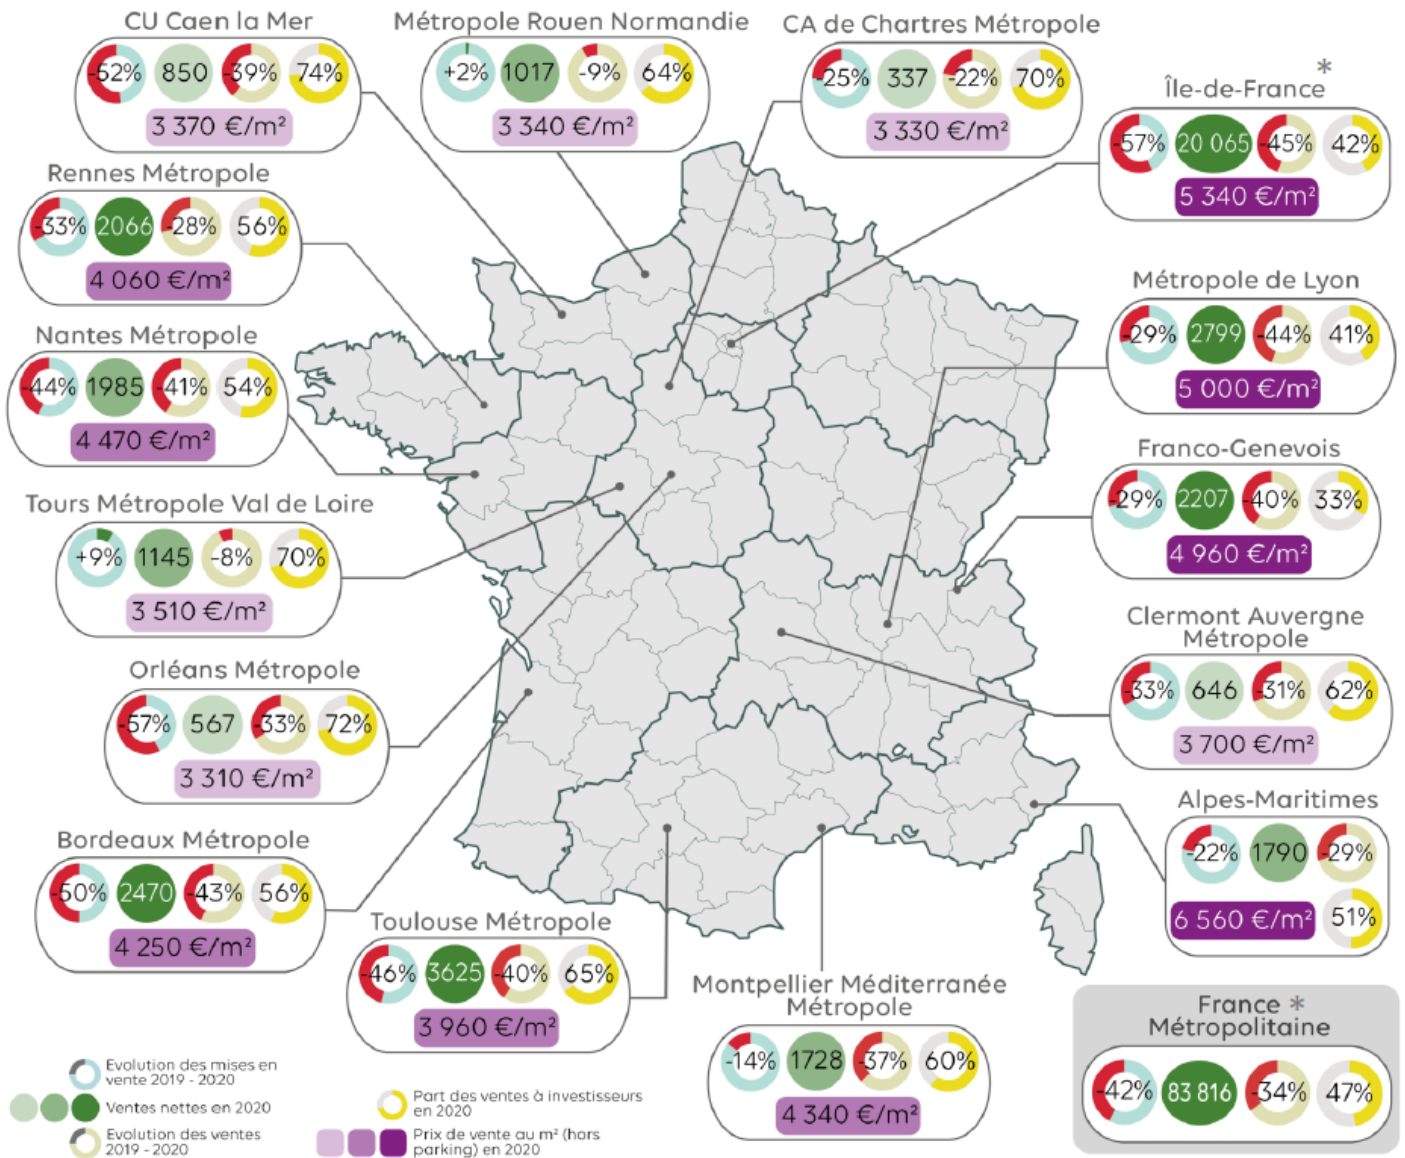 CU Caen la Mer
-52% 850 -39% 74%
3 370 €/m²
Métropole Rouen Normandie
+2% 1017 -9% 64%
3 340 €/m²
CA de Chartres Métropole
-25% 337 -22% 70%
3 330 €/m²
Île-de-France *
-57% 20 065 -45% 42%
5 340 €/m²
Rennes Métropole
-33% 2066 -28% 56%
4 060 €/m²
Métropole de Lyon
-29% 2799 -44% 41%
5 000 €/m²
Nantes Métropole
-44% 1985 -41% 54%
4 470 €/m²
Franco-Genevois
-29% 2207 -40% 33%
4 960 €/m²
Tours Métropole Val de Loire
+9% 1145 -8% 70%
3 510 €/m²
Clermont Auvergne
Métropole
-33% 646 -31% 62%
3 700 €/m²
Orléans Métropole
-57% 567 -33% 72%
3 310 €/m²
Alpes-Maritimes
-22% 1790 -29%
6 560 €/m² 51%
Bordeaux Métropole
-50% 2470 -43% 56%
4 250 €/m²
Toulouse Métropole
-46% 3625 -40% 65%
3 960 €/m²
Montpellier Méditerranée
Métropole
-14% 1728 -37% 60%
4 340 €/m²
France *
Métropolitaine
-42% 83 816 -34% 47%
Evolution des mises en
vente 2019 - 2020
Ventes nettes en 2020
Evolution des ventes
2019 - 2020
Part des ventes à investisseurs
en 2020
Prix de vente au m² (hors
parking) en 2020